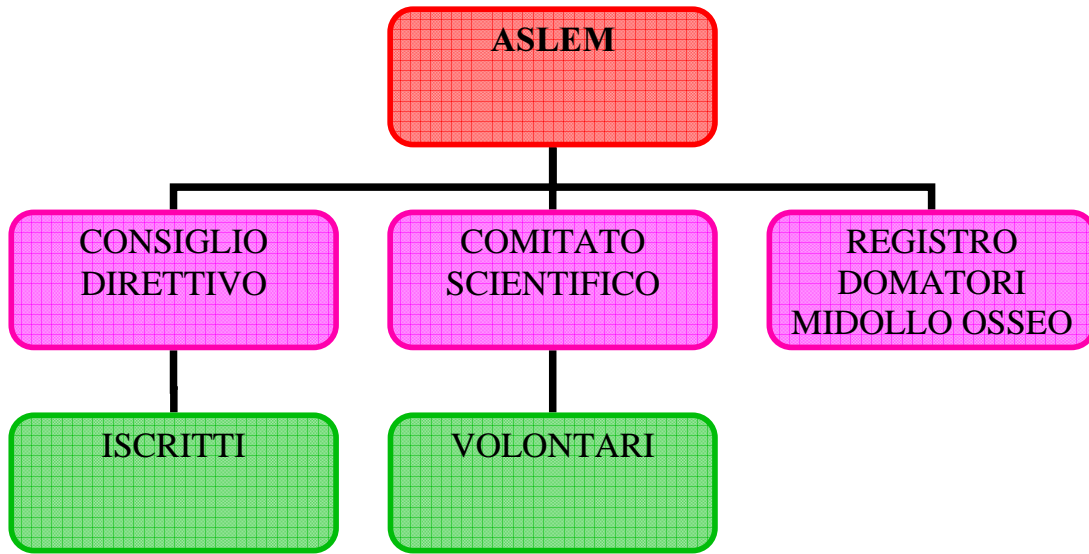 ASLEM
CONSIGLIO
DIRETTIVO
COMITATO
SCIENTIFICO
REGISTRO
DOMATORI
MIDOLLO OSSEO
ISCRITTI
VOLONTARI